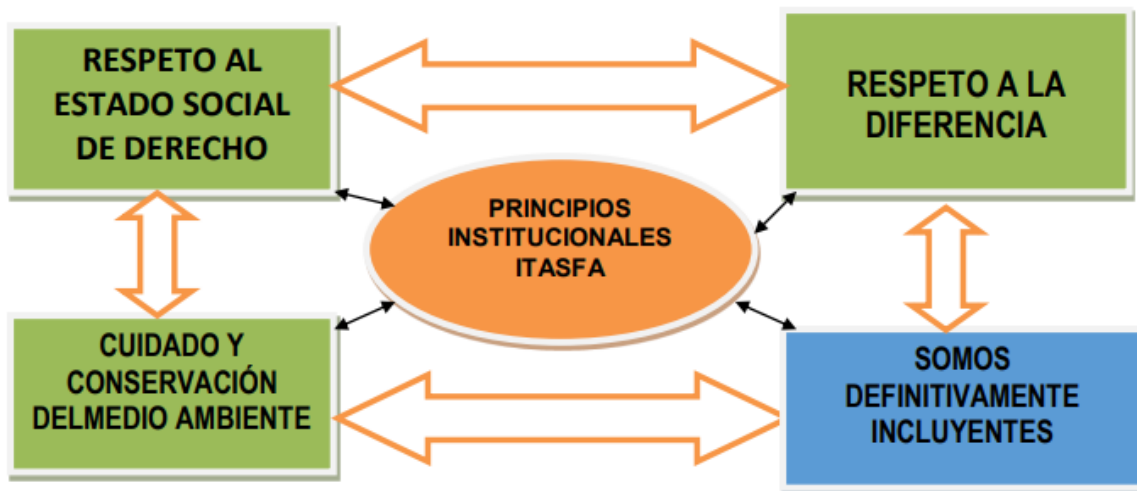 RESPETO AL
ESTADO SOCIAL
DE DERECHO
RESPETO A LA
DIFERENCIA
PRINCIPIOS
INSTITUCIONALES
ITASFA
CUIDADO Y
CONSERVACIÓN
DELMEDIO AMBIENTE
SOMOS
DEFINITIVAMENTE
INCLUYENTES